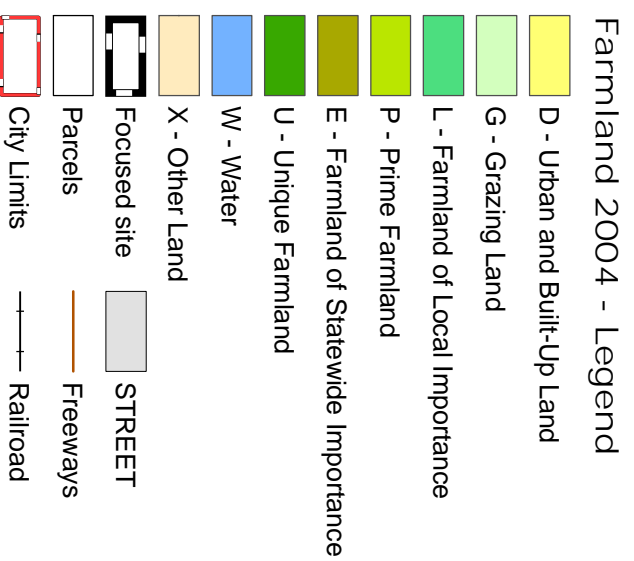 Farmland 2004 - Legend
D - Urban and Built-Up Land
G - Grazing Land
L - Farmland of Local Importance
P - Prime Farmland
E - Farmland of Statewide Importance
U - Unique Farmland
W - Water
X - Other Land
Focused site
Parcels
City Limits
STREET
Freeways
Railroad